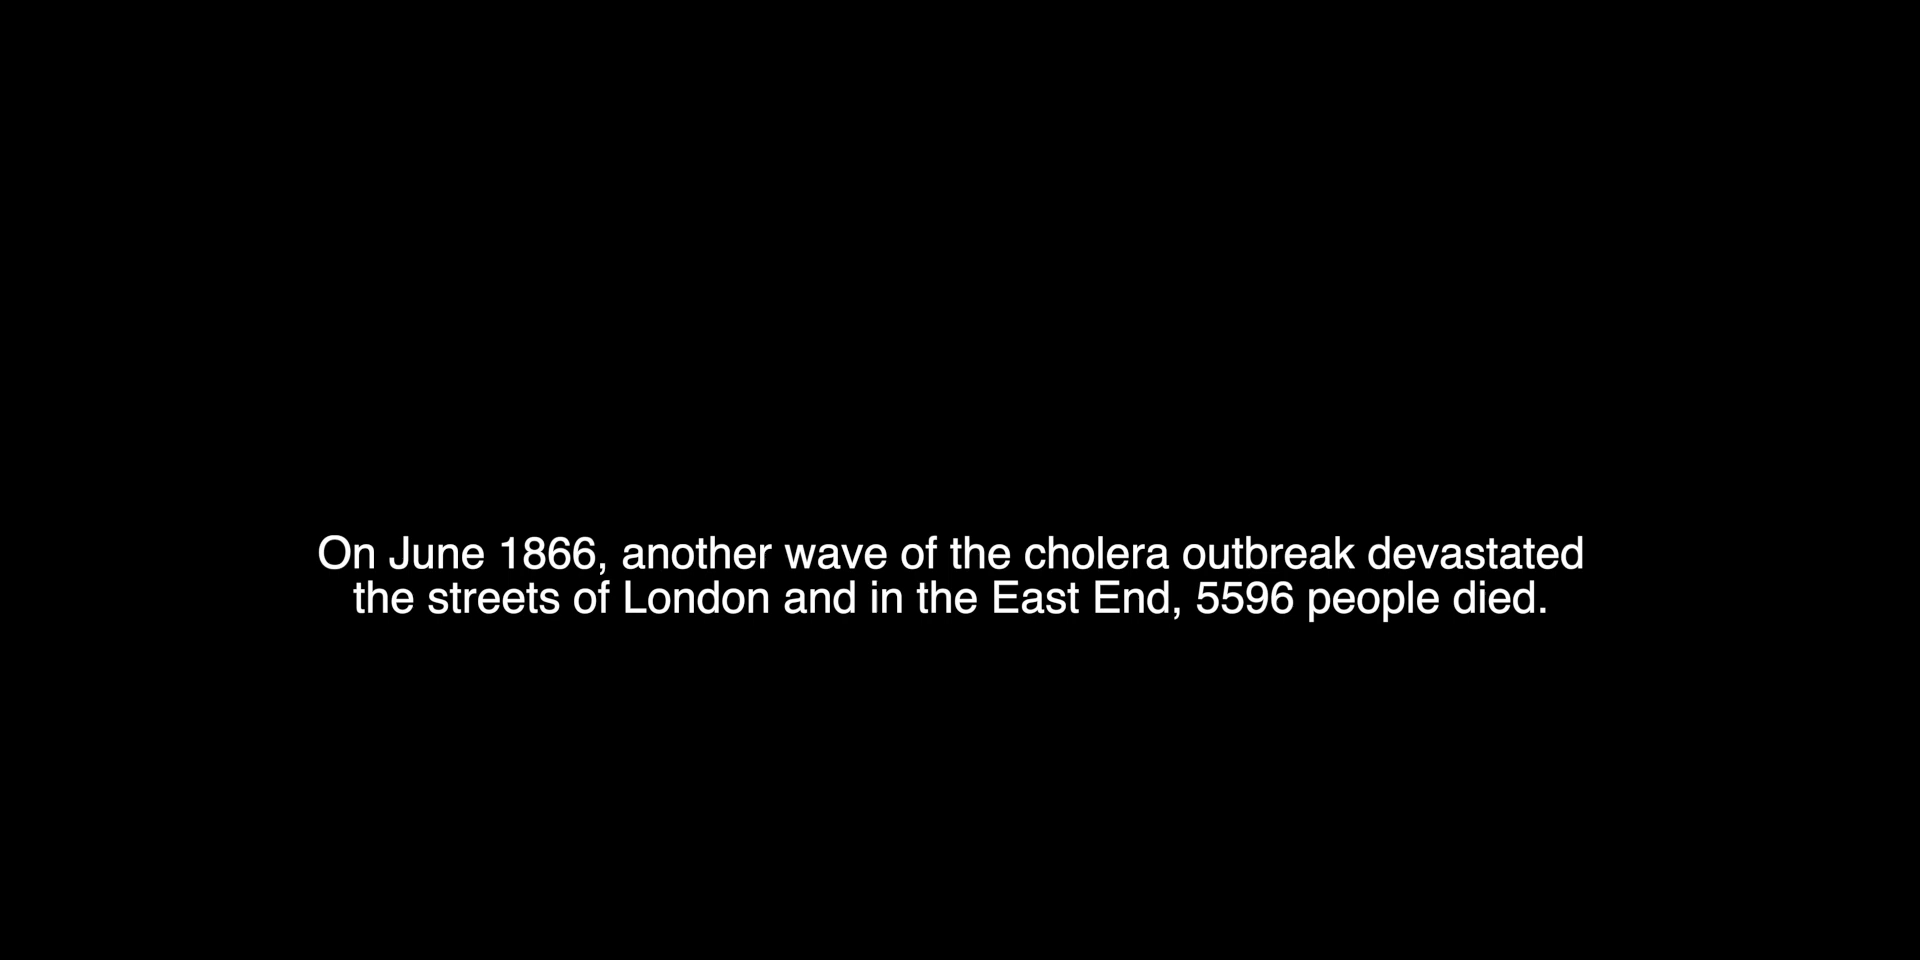 On June 1866, another wave of the cholera outbreak devastated
the streets of London and in the East End, 5596 people died.